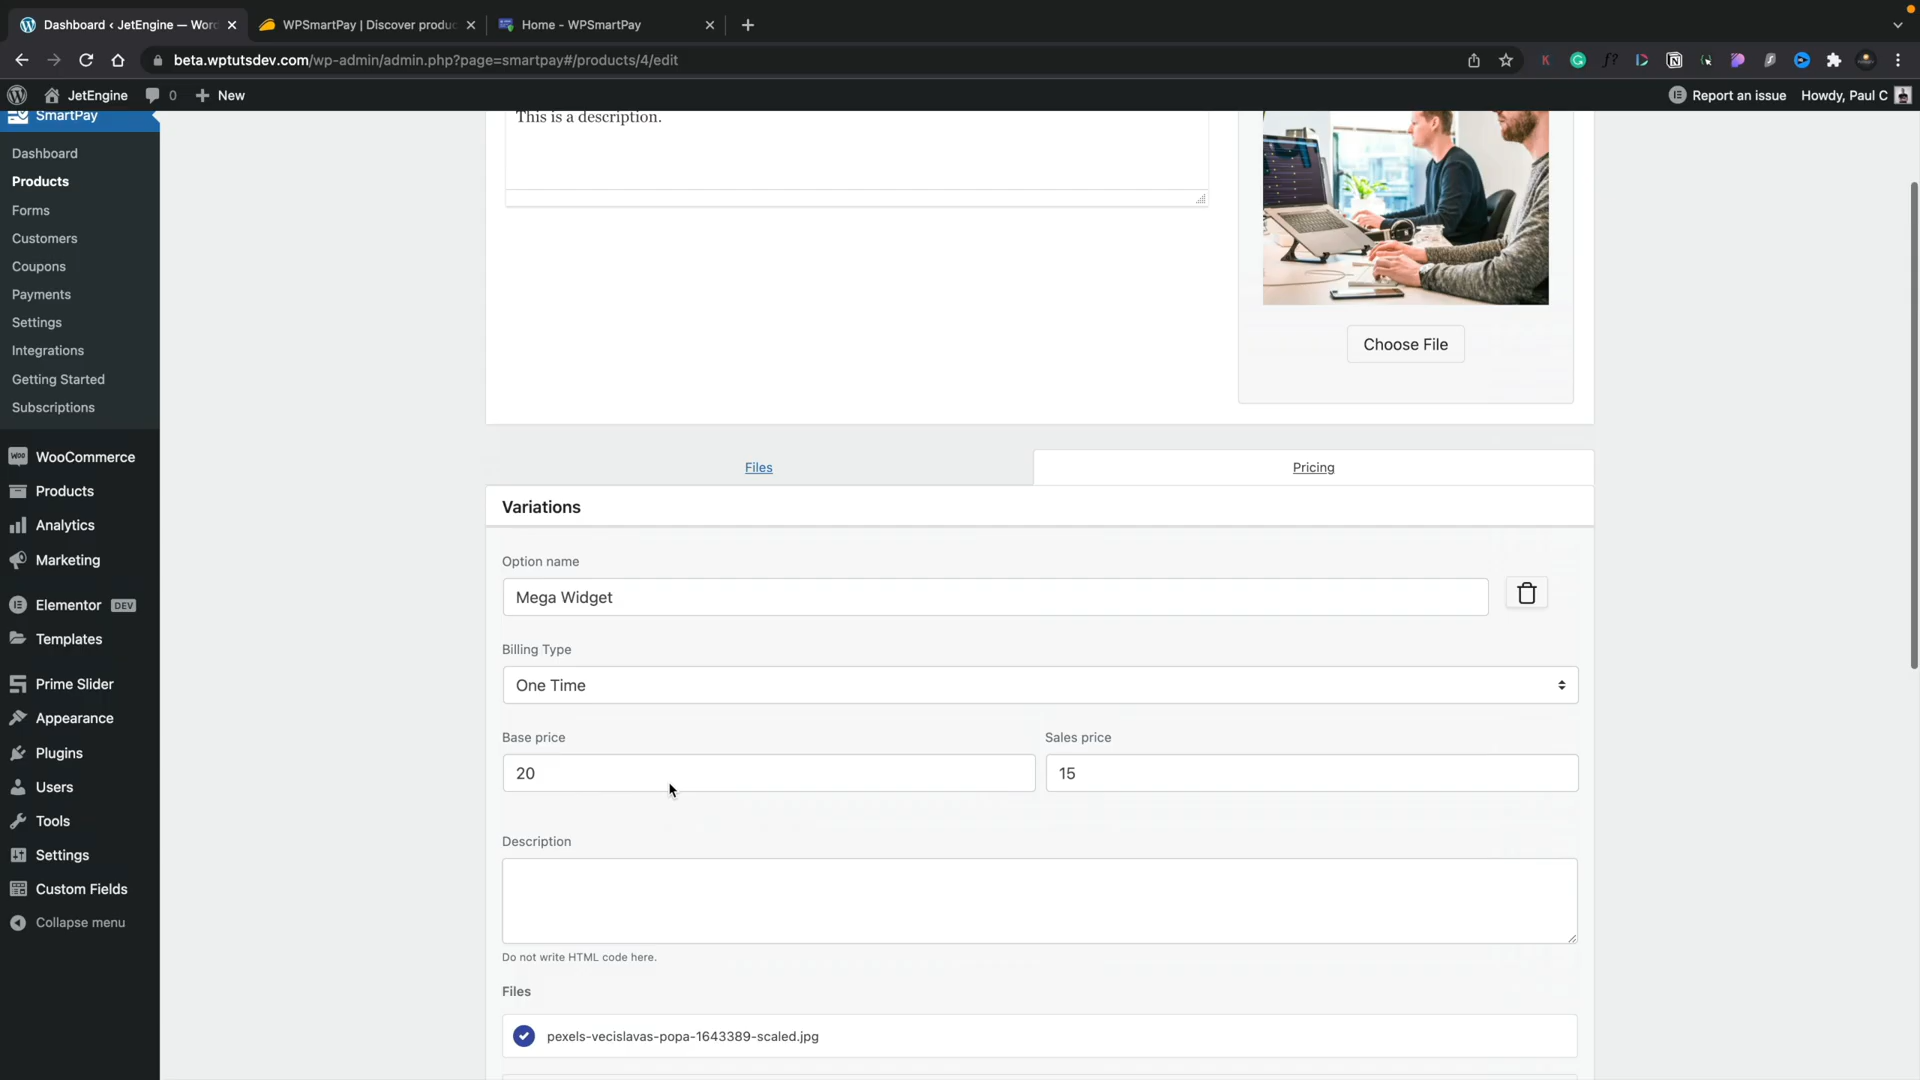 Dashboard < JetEngine — Wor
WPSmartPay | Discover produc
Home - WPSmartPay
beta.wptutsdev.com/wp-admin/admin.php?page=smartpay#/products/4/edit
JetEngine
0
New
Report an issue
Howdy, Paul C
SmartPay
Dashboard
Products
Forms
Customers
Coupons
Payments
Settings
Integrations
Getting Started
Subscriptions
WooCommerce
Products
Analytics
Marketing
Elementor DEV
Templates
Prime Slider
Appearance
Plugins
Users
Tools
Settings
Custom Fields
Collapse menu
This is a description.
Choose File
Files
Pricing
Variations
Option name
Mega Widget
Billing Type
One Time
Base price
Sales price
20
15
Description
Do not write HTML code here.
Files
pexels-vecislavas-popa-1643389-scaled.jpg